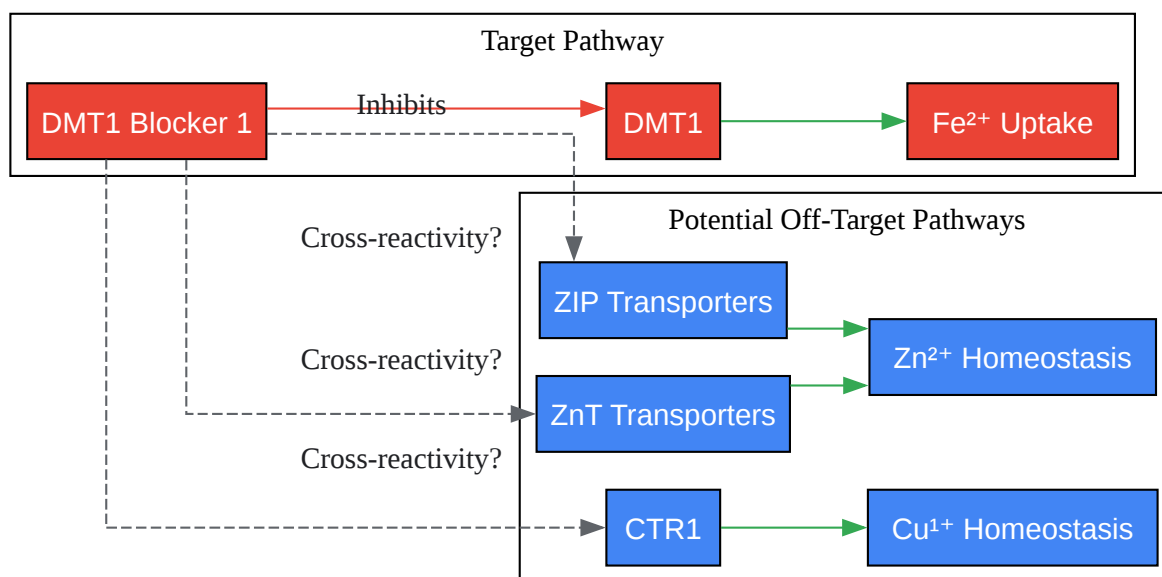 Target Pathway
DMT1 Blocker 1
Inhibits
DMT1
Fe²⁺ Uptake
Potential Off-Target Pathways
Cross-reactivity?
ZIP Transporters
Zn²⁺ Homeostasis
Cross-reactivity?
ZnT Transporters
Cross-reactivity?
CTR1
Cu¹⁺ Homeostasis